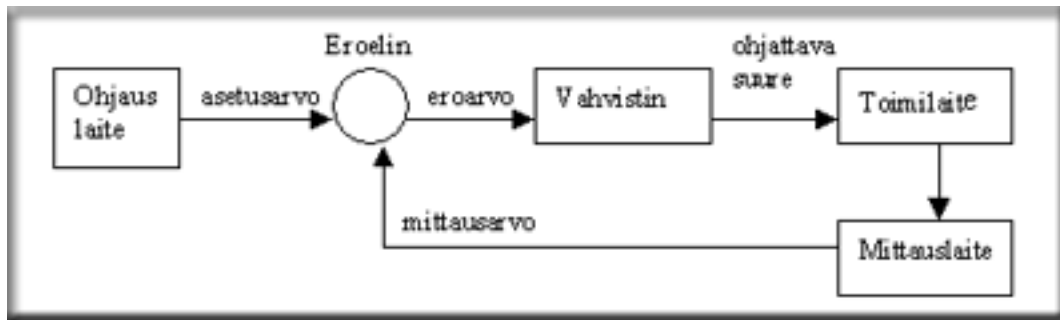 Eroelin
ohjattava
suure
Ohjaus
laite
asetusarvo
eroarvo
Vahvistin
Toimilaite
mittausarvo
Mittauslaite